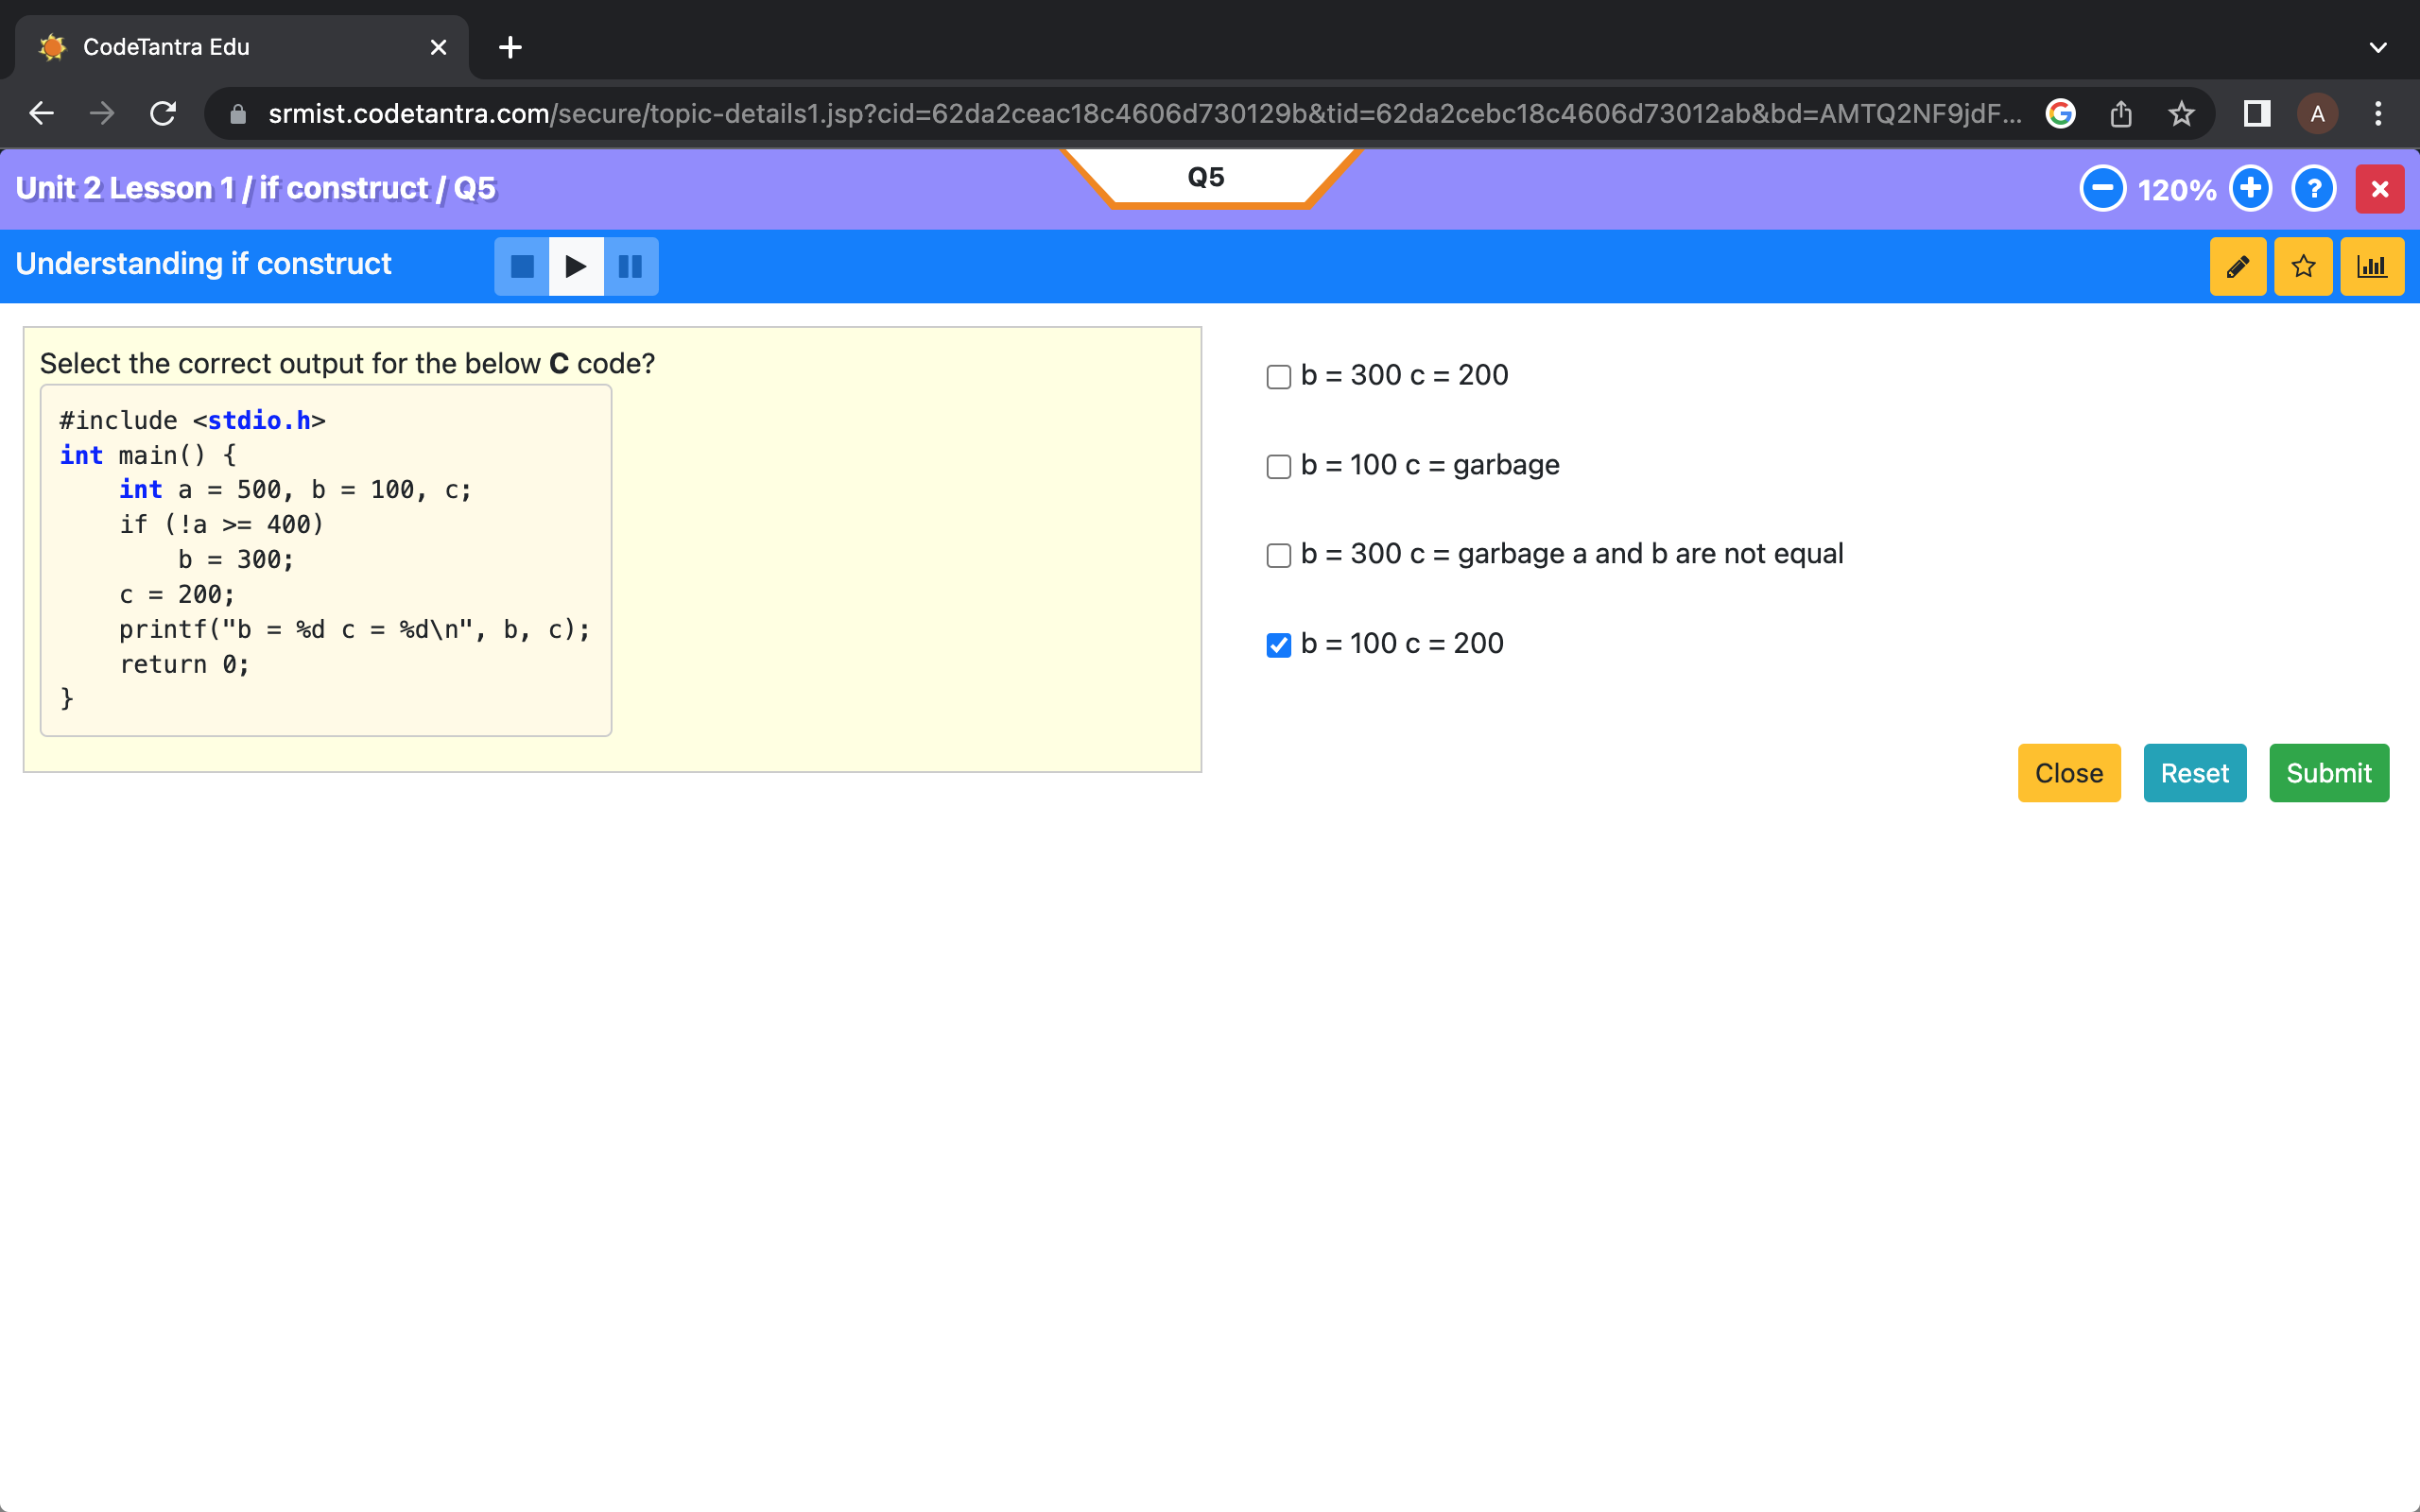 CodeTantra Edu
srmist.codetantra.com/secure/topic-details1.jsp?cid=62da2ceac18c4606d730129b&tid=62da2cebc18c4606d73012ab&bd=AMTQ2NF9jdF...
A
Unit 2 Lesson 1 / if construct / Q5
Q5
120%
?
Understanding if construct
Select the correct output for the below C code?
#include <stdio.h>
int main() {
    int a = 500, b = 100, c;
    if (!a >= 400)
        b = 300;
    c = 200;
    printf("b = %d c = %d\n", b, c);
    return 0;
}
b = 300 c = 200
b = 100 c = garbage
b = 300 c = garbage a and b are not equal
b = 100 c = 200
Close Reset Submit